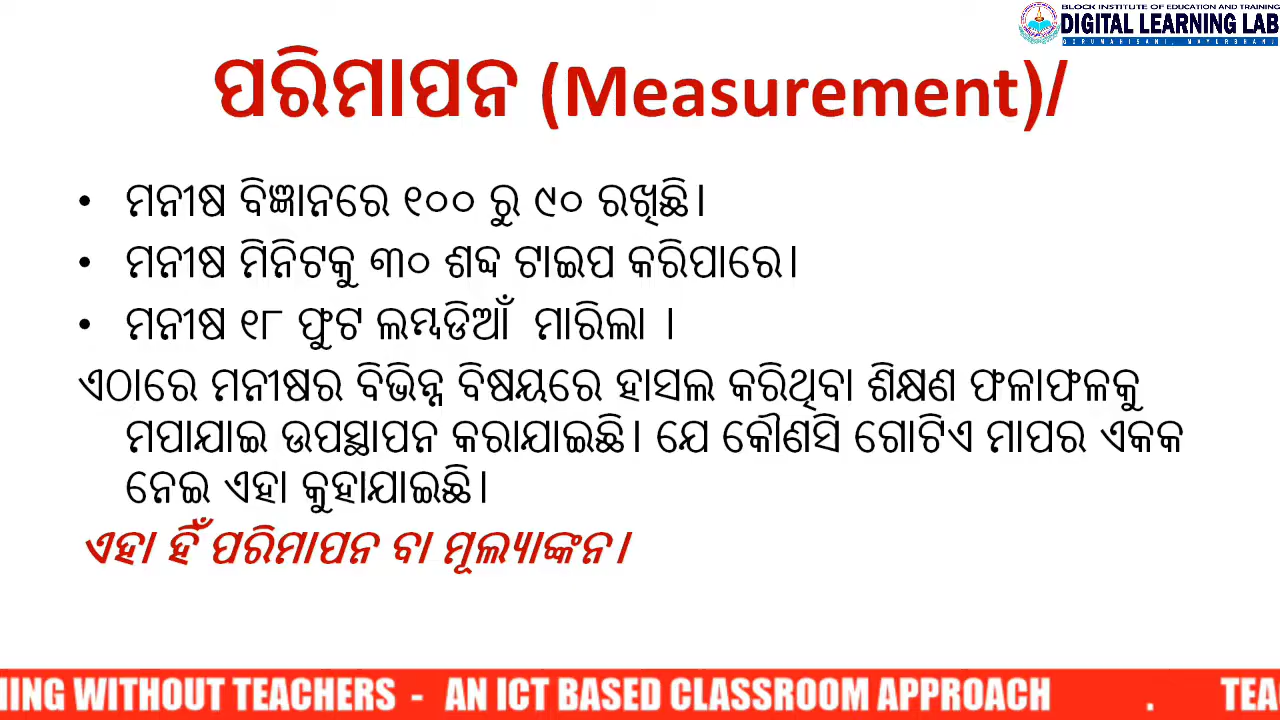 BLOCK INSTITUTE OF EDUCATION AND TRAINING
DIGITAL LEARNING LAB
GORUMAHISANI, MAYURBHANJ
ପରିମାପନ (Measurement)/
• ମନୀଷ ବିଜ୍ଞାନରେ ୧୦୦ ରୁ ୯୦ ରଖିଛି।
• ମନୀଷ ମିନିଟକୁ ୩୦ ଶବ୍ଦ ଟାଇପ କରିପାରେ।
• ମନୀଷ ୧୮ ଫୁଟ ଲମ୍ବଡିଆଁ ମାରିଲା ।
ଏଠାରେ ମନୀଷର ବିଭିନ୍ନ ବିଷୟରେ ହାସଲ କରିଥିବା ଶିକ୍ଷଣ ଫଳାଫଳକୁ
ମପାଯାଇ ଉପସ୍ଥାପନ କରାଯାଇଛି। ଯେ କୌଣସି ଗୋଟିଏ ମାପର ଏକକ
ନେଇ ଏହା କୁହାଯାଇଛି।
ଏହା ହିଁ ପରିମାପନ ବା ମୂଲ୍ୟାଙ୍କନ।
HING WITHOUT TEACHERS - AN ICT BASED CLASSROOM APPROACH . TEA